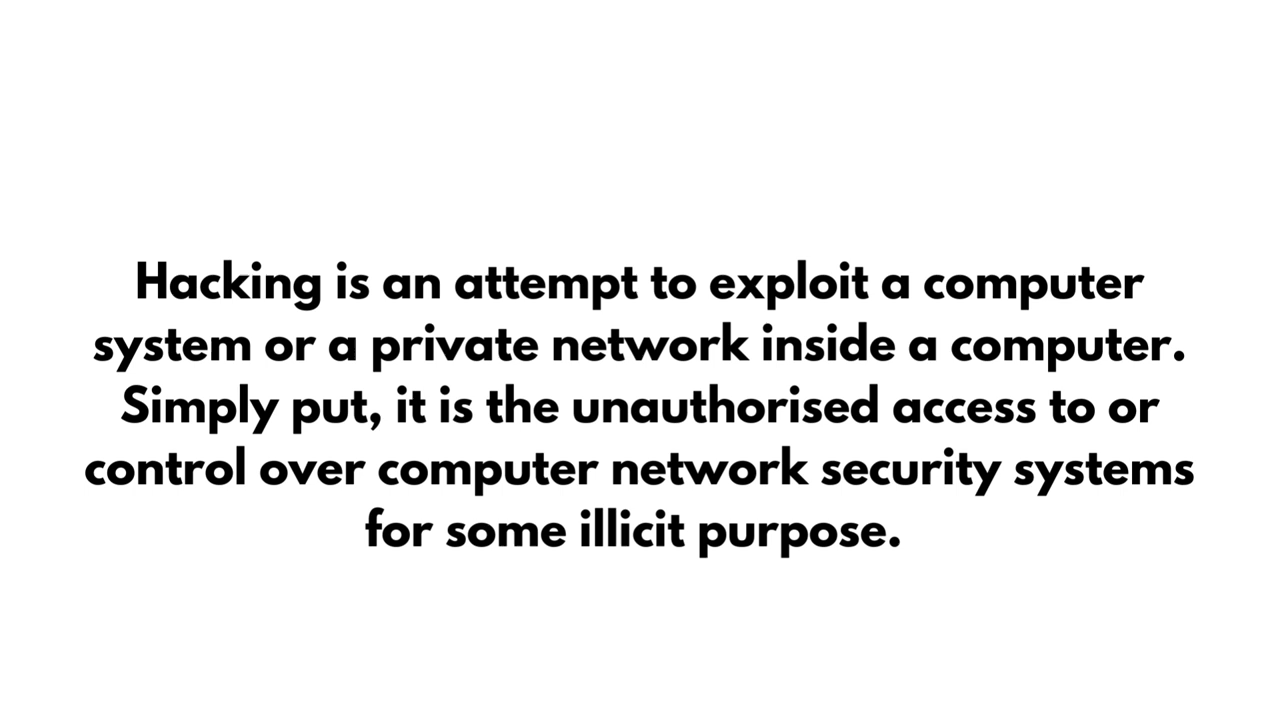 Hacking is an attempt to exploit a computer
system or a private network inside a computer.
Simply put, it is the unauthorised access to or
control over computer network security systems
for some illicit purpose.